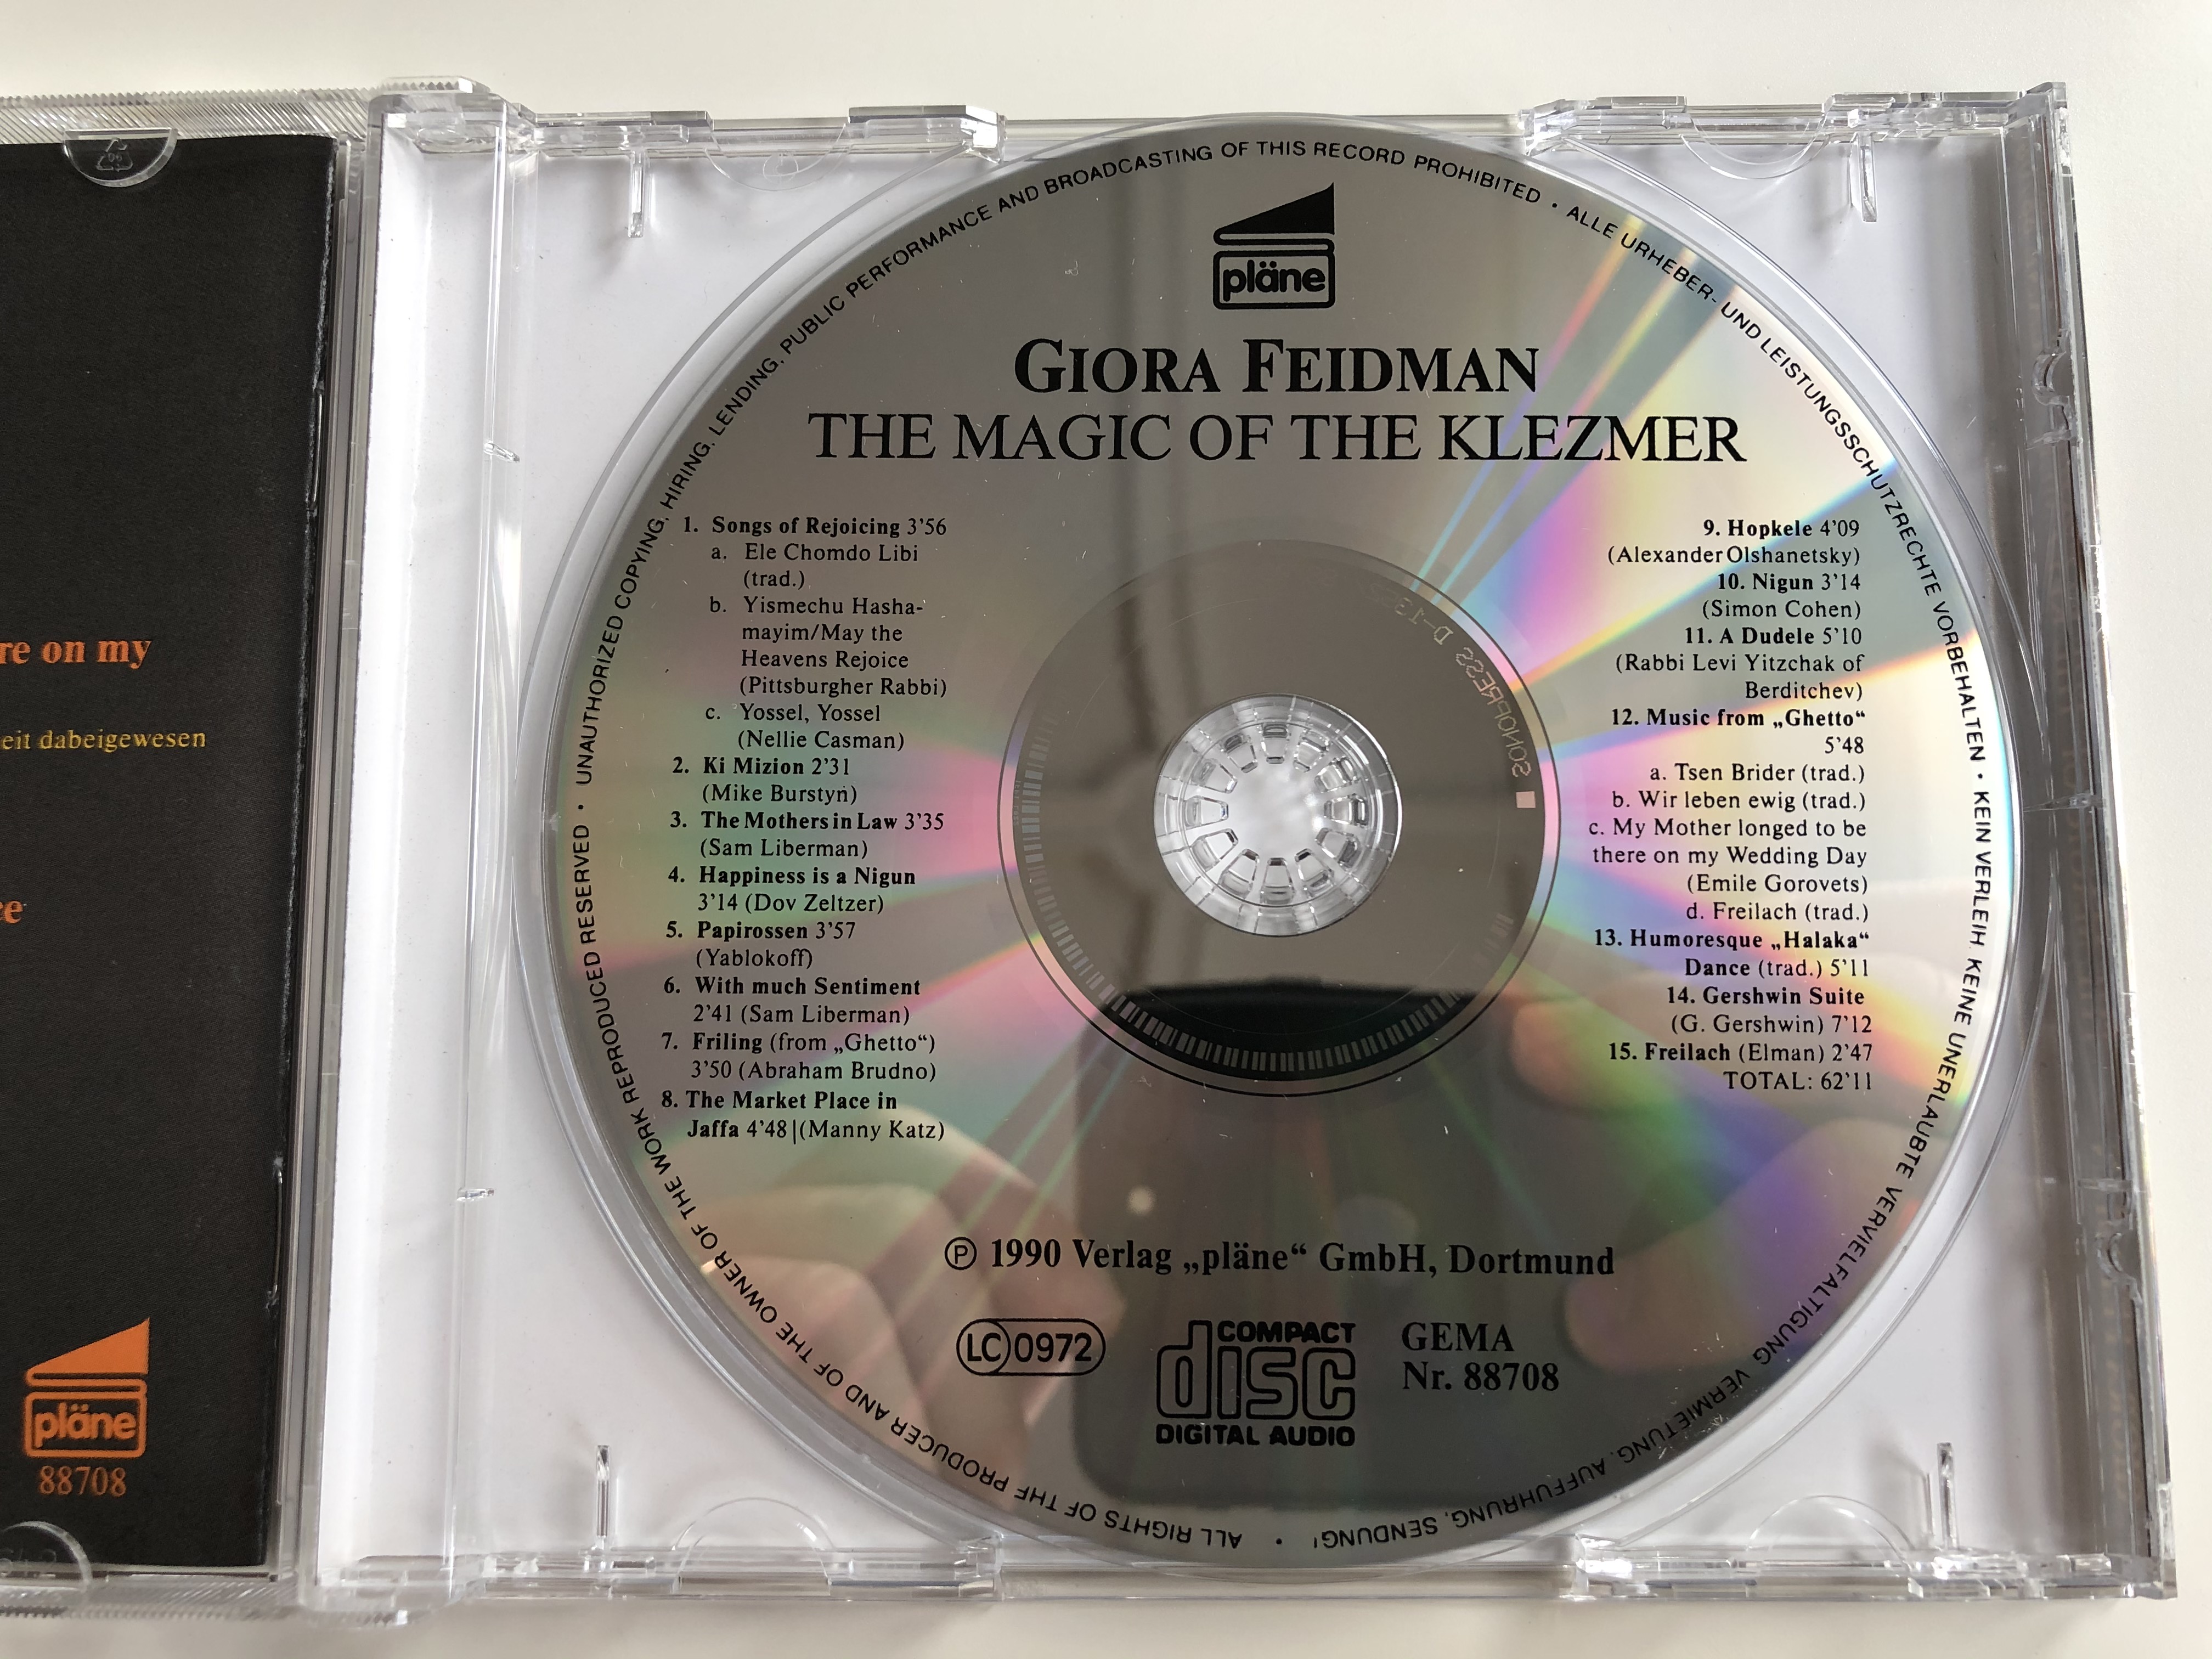 re on my
eit dabeigewesen
ce
pläne
88708
UNAUTHORIZED COPYING, HIRING, LENDING, PUBLIC PERFORMANCE AND BROADCASTING OF THIS RECORD PROHIBITED • ALLE URHEBER- UND LEISTUNGSSCHUTZRECHTE VORBEHALTEN • KEIN VERLEIH, KEINE UNERLAUBTE VERVIELFALTIGUNG, VERMIETUNG, AUFFUHRUNG, SENDUNG! • ALL RIGHTS OF THE PRODUCER AND OF THE OWNER OF THE WORK REPRODUCED RESERVED •
pläne
GIORA FEIDMAN
THE MAGIC OF THE KLEZMER
1. Songs of Rejoicing 3'56
a. Ele Chomdo Libi
(trad.)
b. Yismechu Hasha-
mayim/May the
Heavens Rejoice
(Pittsburgher Rabbi)
c. Yossel, Yossel
(Nellie Casman)
2. Ki Mizion 2'31
(Mike Burstyn)
3. The Mothers in Law 3'35
(Sam Liberman)
4. Happiness is a Nigun
3'14 (Dov Zeltzer)
5. Papirossen 3'57
(Yablokoff)
6. With much Sentiment
2'41 (Sam Liberman)
7. Friling (from „Ghetto“)
3'50 (Abraham Brudno)
8. The Market Place in
Jaffa 4'48|(Manny Katz)
9. Hopkele 4'09
(Alexander Olshanetsky)
10. Nigun 3'14
(Simon Cohen)
11. A Dudele 5'10
(Rabbi Levi Yitzchak of
Berditchev)
12. Music from „Ghetto“
5'48
a. Tsen Brider (trad.)
b. Wir leben ewig (trad.)
c. My Mother longed to be
there on my Wedding Day
(Emile Gorovets)
d. Freilach (trad.)
13. Humoresque „Halaka“
Dance (trad.) 5'11
14. Gershwin Suite
(G. Gershwin) 7'12
15. Freilach (Elman) 2'47
TOTAL: 62'11
SONOPRESS
℗ 1990 Verlag „pläne“ GmbH, Dortmund
LC 0972
COMPACT
disc
DIGITAL AUDIO
GEMA
Nr. 88708